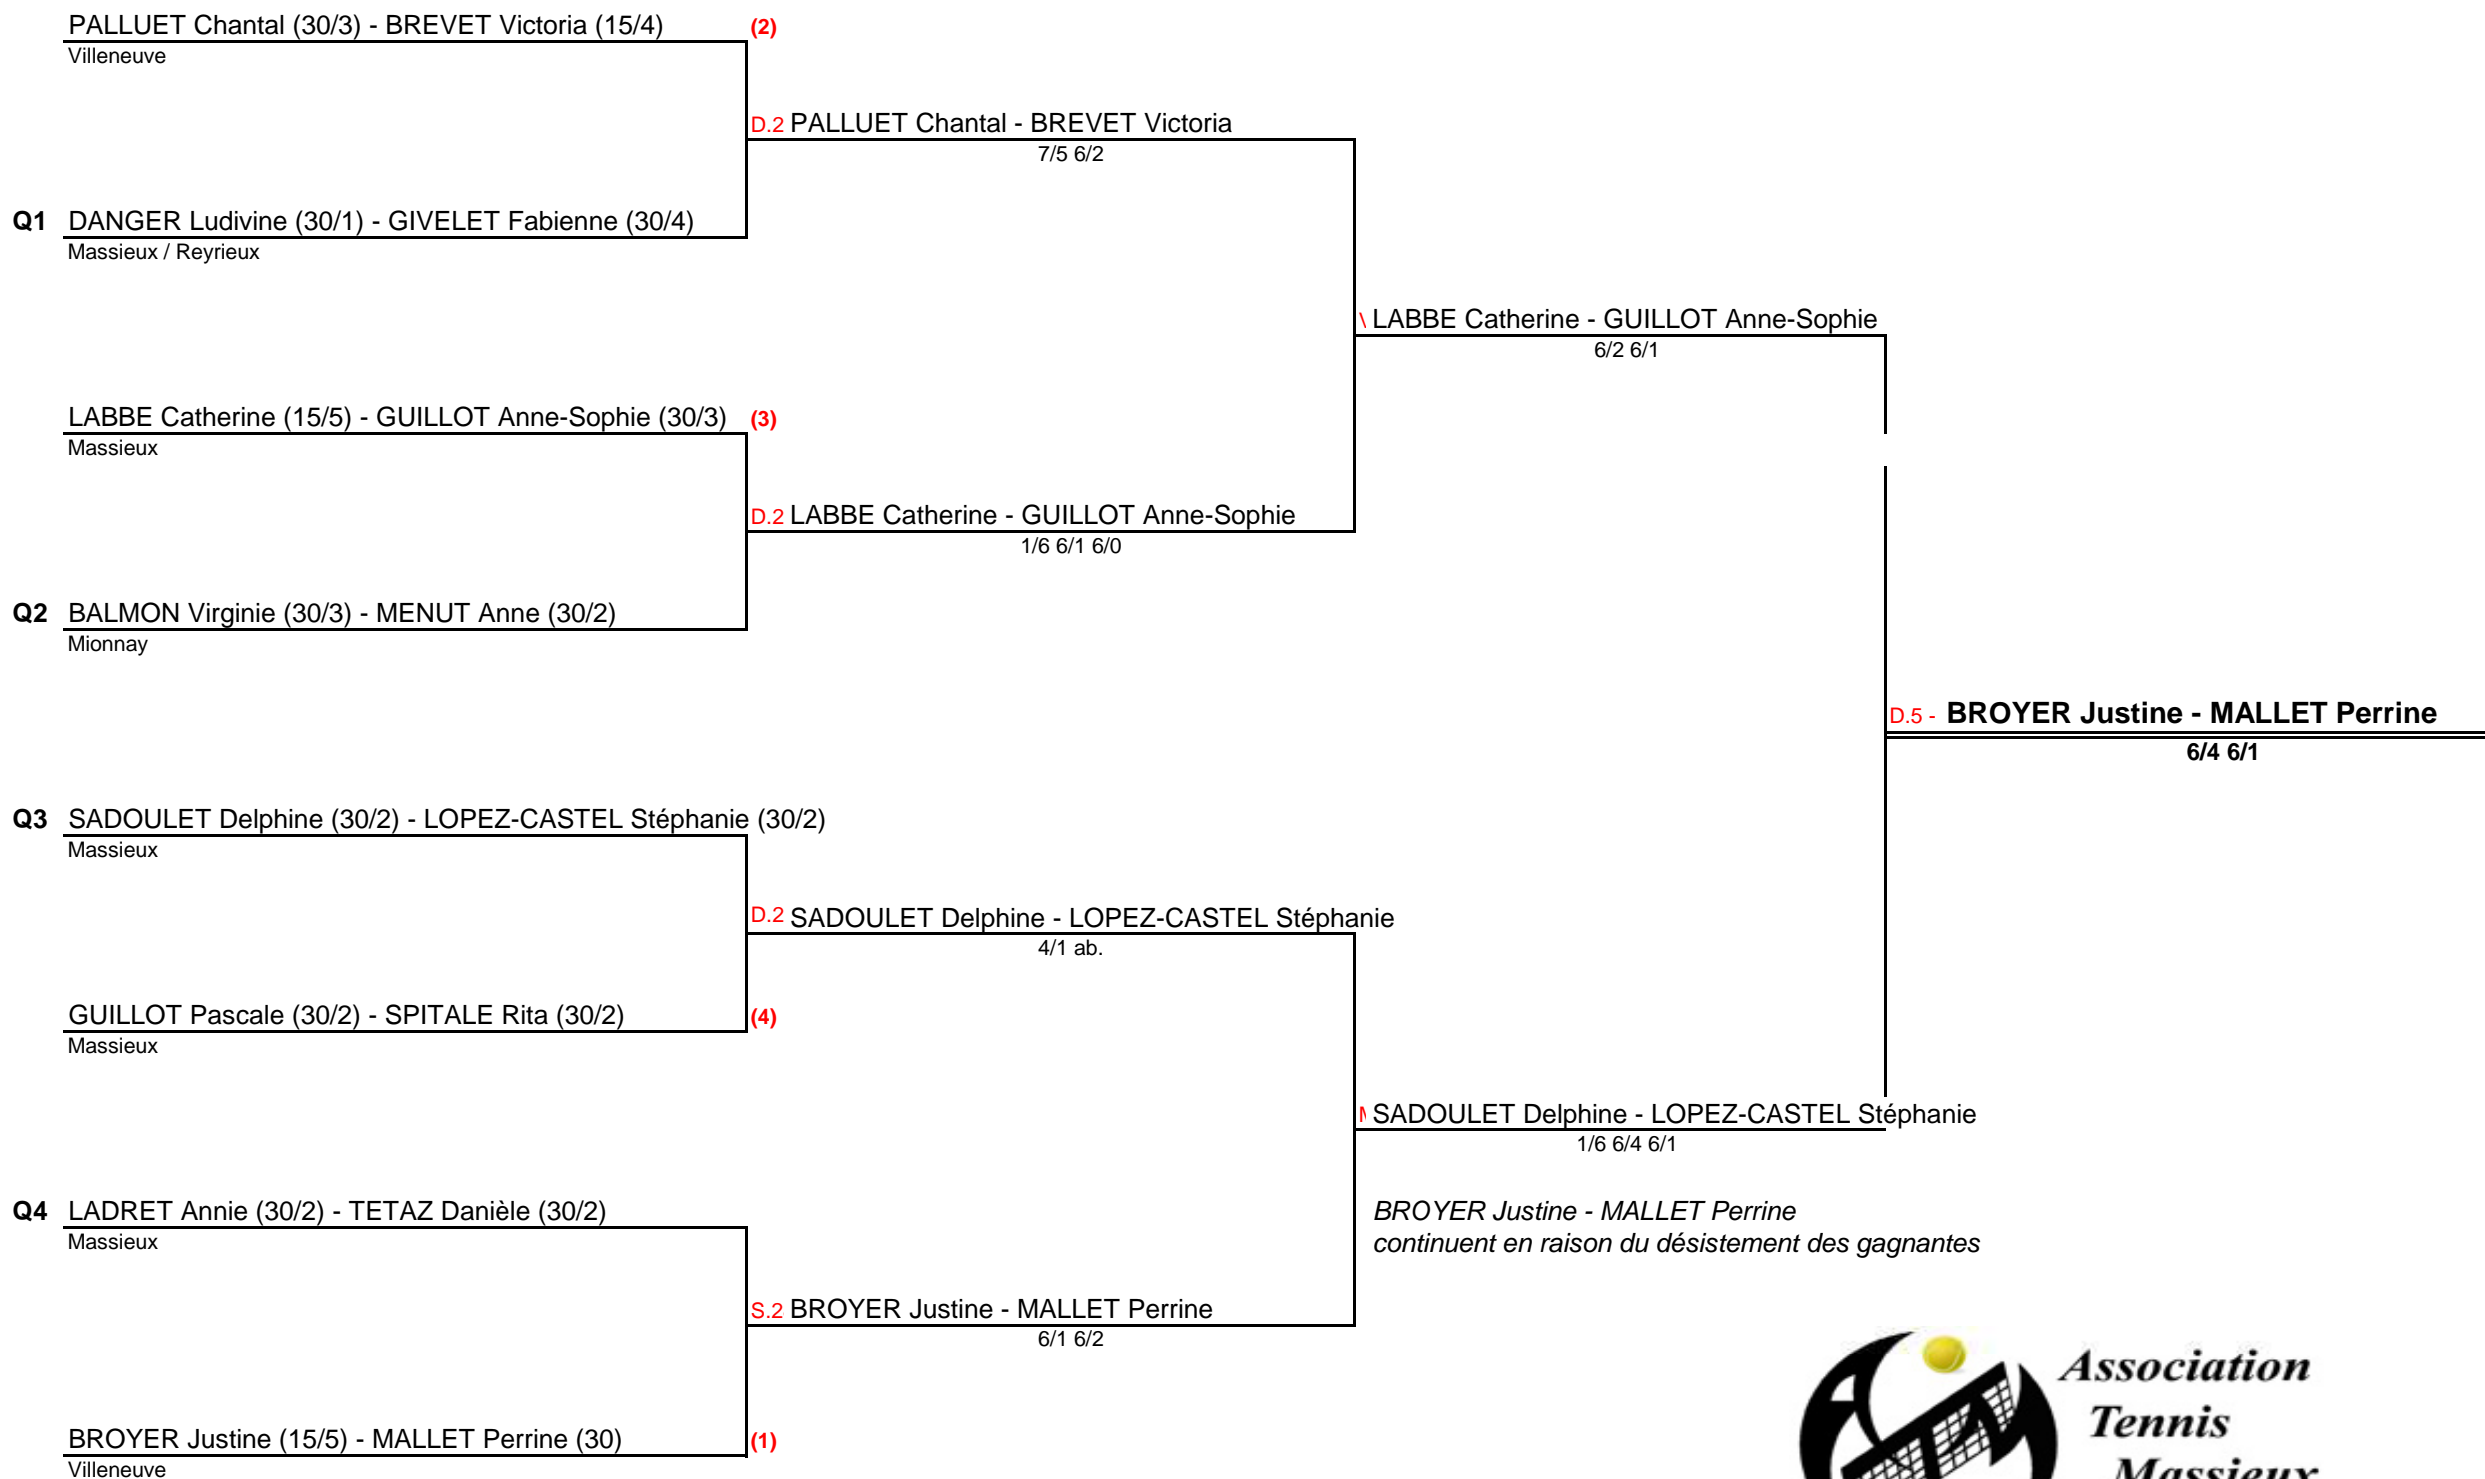 PALLUET Chantal (30/3) - BREVET Victoria (15/4) (2)
Villeneuve
D.2 PALLUET Chantal - BREVET Victoria
7/5 6/2
Q1 DANGER Ludivine (30/1) - GIVELET Fabienne (30/4)
Massieux / Reyrieux
LABBE Catherine - GUILLOT Anne-Sophie
6/2 6/1
LABBE Catherine (15/5) - GUILLOT Anne-Sophie (30/3) (3)
Massieux
D.2 LABBE Catherine - GUILLOT Anne-Sophie
1/6 6/1 6/0
Q2 BALMON Virginie (30/3) - MENUT Anne (30/2)
Mionnay
D.5 - BROYER Justine - MALLET Perrine
6/4 6/1
Q3 SADOULET Delphine (30/2) - LOPEZ-CASTEL Stéphanie (30/2)
Massieux
D.2 SADOULET Delphine - LOPEZ-CASTEL Stéphanie
4/1 ab.
GUILLOT Pascale (30/2) - SPITALE Rita (30/2) (4)
Massieux
SADOULET Delphine - LOPEZ-CASTEL Stéphanie
1/6 6/4 6/1
Q4 LADRET Annie (30/2) - TETAZ Danièle (30/2)
Massieux
BROYER Justine - MALLET Perrine
continuent en raison du désistement des gagnantes
S.2 BROYER Justine - MALLET Perrine
6/1 6/2
BROYER Justine (15/5) - MALLET Perrine (30) (1)
Villeneuve
Association
Tennis
Massieux